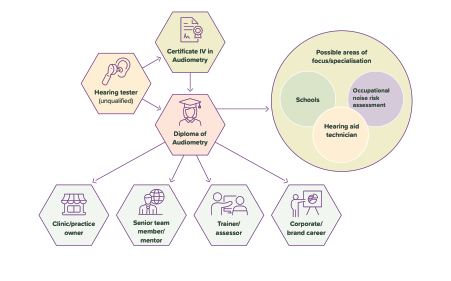 Certificate IV in
Audiometry
Hearing tester
(unqualified)
Diploma of
Audiometry
Possible areas of
focus/specialisation
Schools
Occupational
noise risk
assessment
Hearing aid
technician
Clinic/practice
owner
Senior team
member/
mentor
Trainer/
assessor
Corporate/
brand career